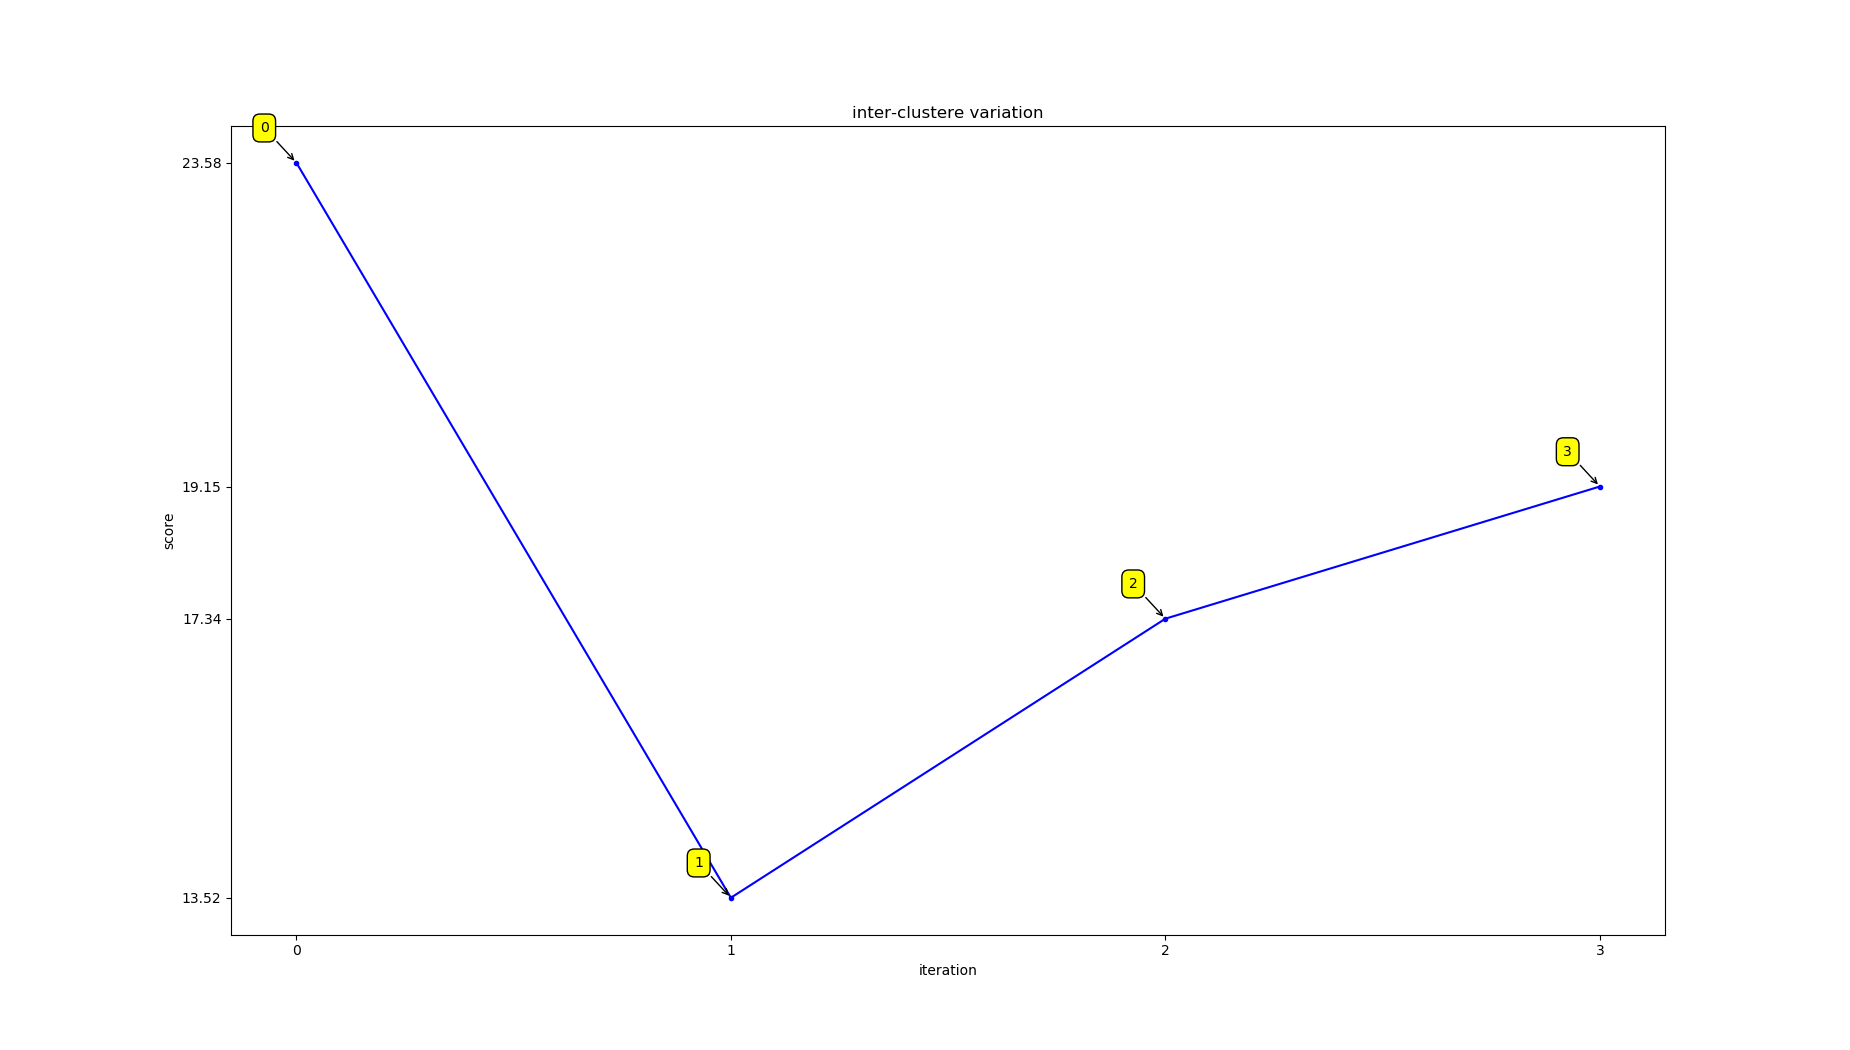 inter-clustere variation
0
23.58
3
19.15
score
2
17.34
1
13.52
0 1 2 3
iteration